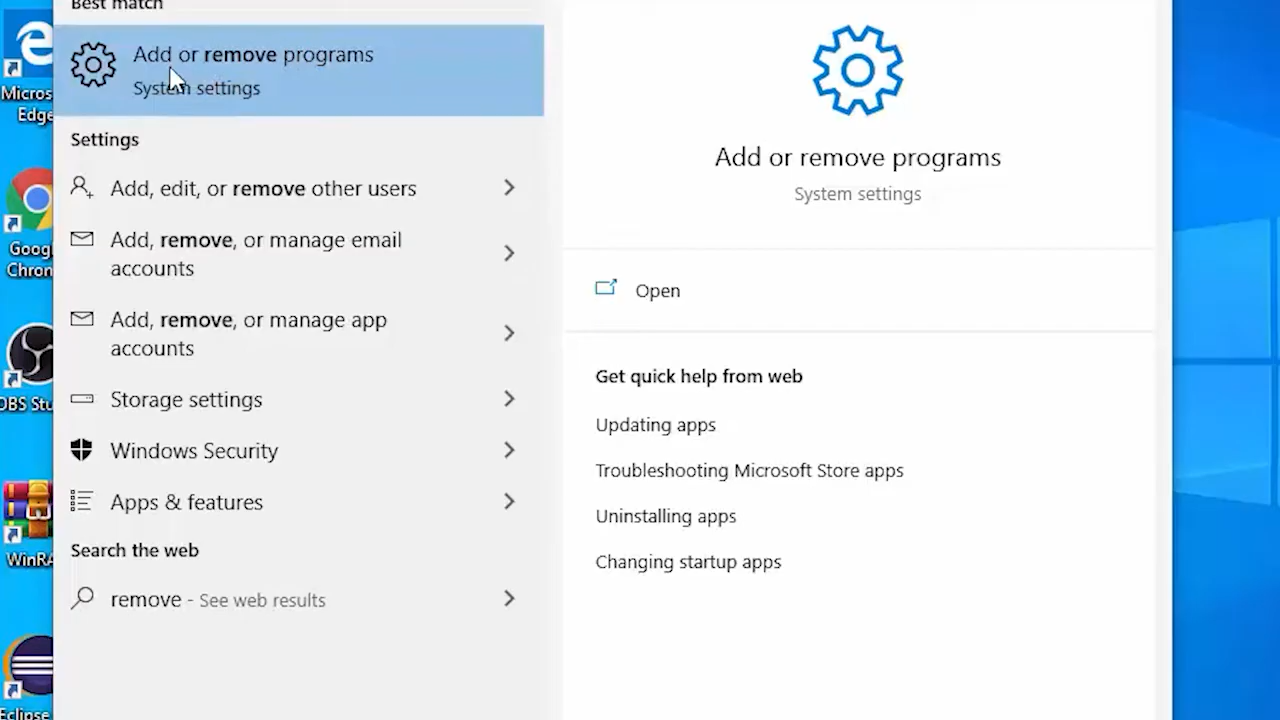 Best match
Add or remove programs
System settings
Settings
Add, edit, or remove other users
Add, remove, or manage email
accounts
Add, remove, or manage app
accounts
Storage settings
Windows Security
Apps & features
Search the web
remove - See web results
Add or remove programs
System settings
Open
Get quick help from web
Updating apps
Troubleshooting Microsoft Store apps
Uninstalling apps
Changing startup apps
Micros
Edge
Googl
Chron
OBS Stu
WinRA
Eclipse